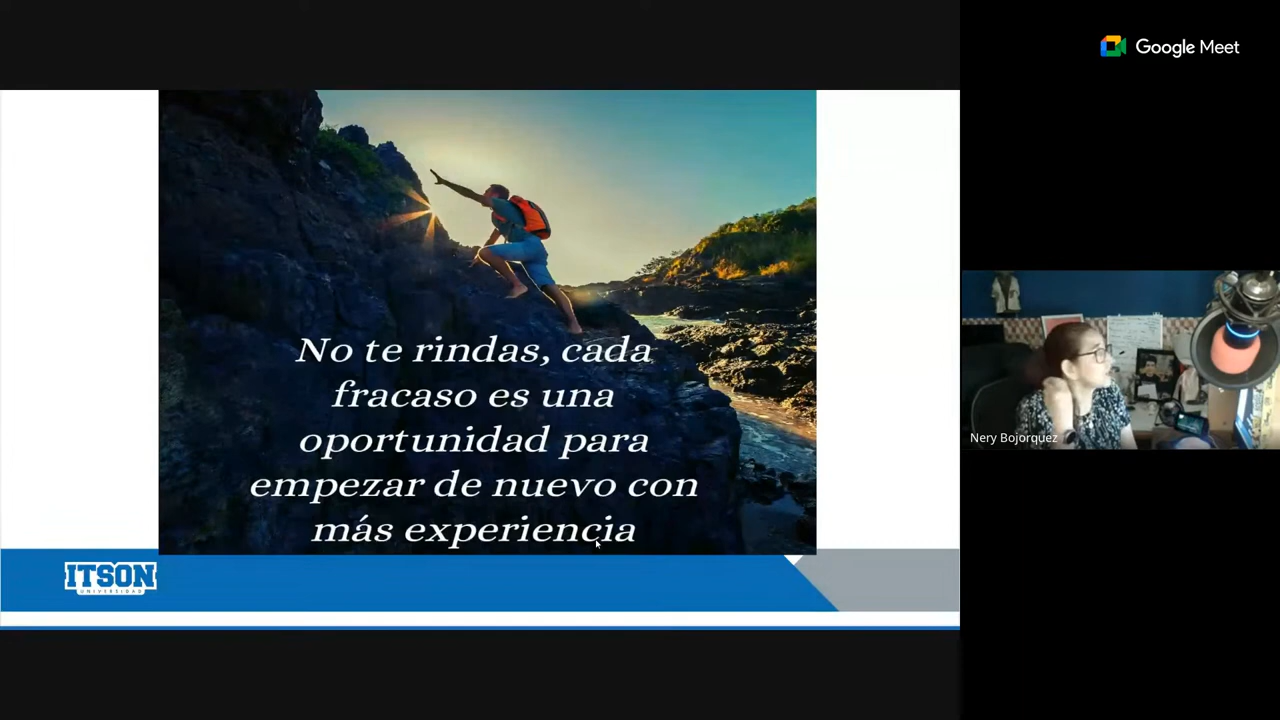 Google Meet
No te rindas, cada
fracaso es una
oportunidad para
empezar de nuevo con
más experiencia
Nery Bojorquez
ITSON
UNIVERSIDAD